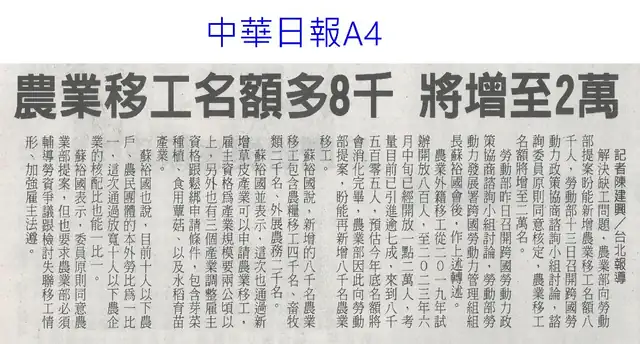 中華日報A4
農業移工名額多8千 將增至2萬
記者陳建興／台北報導
解決缺工問題，農業部向勞動
部提案盼能新增農業移工名額八
千人，勞動部十三日召開跨國勞
動力政策協商諮詢小組討論，諮
詢委員原則同意核定，農業移工
名額將增至二萬名。
勞動部昨日召開跨國勞動力政
策協商諮詢小組討論，勞動部勞
動力發展署跨國勞動力管理組組
長蘇裕國會後，作上述轉述。
農業外籍移工從二０一九年試
辦開放八百人，至二０二三年六
月中旬已經開放一點二萬人，考
量目前已引進逾七成，來到八千
五百零五人，預估今年底名額將
會消化完畢，農業部因此向勞動
部提案，盼能再新增八千名農業
移工。
蘇裕國說，新增的八千名農業
移工包含農糧移工四千名、畜牧
類二千名、外展農務二千名。
蘇裕國並表示，這次也通過新
增草皮產業可以申請農業移工，
雇主資格為產業規模要兩公頃以
上，另外也有三個產業調整雇主
資格跟鬆綁申請條件，包含芽菜
種植、食用蕈菇、以及水稻育苗
產業。
蘇裕國也說，目前十人以下農
戶、農民團體的本外勞比為一比
一，這次通過放寬十人以下農企
業的核配比也能一比一。
蘇裕國提案，委員原則同意農
業部提案，但也要求農業部必須
輔導勞資爭議跟檢討失聯移工情
形、加強雇主法遵。